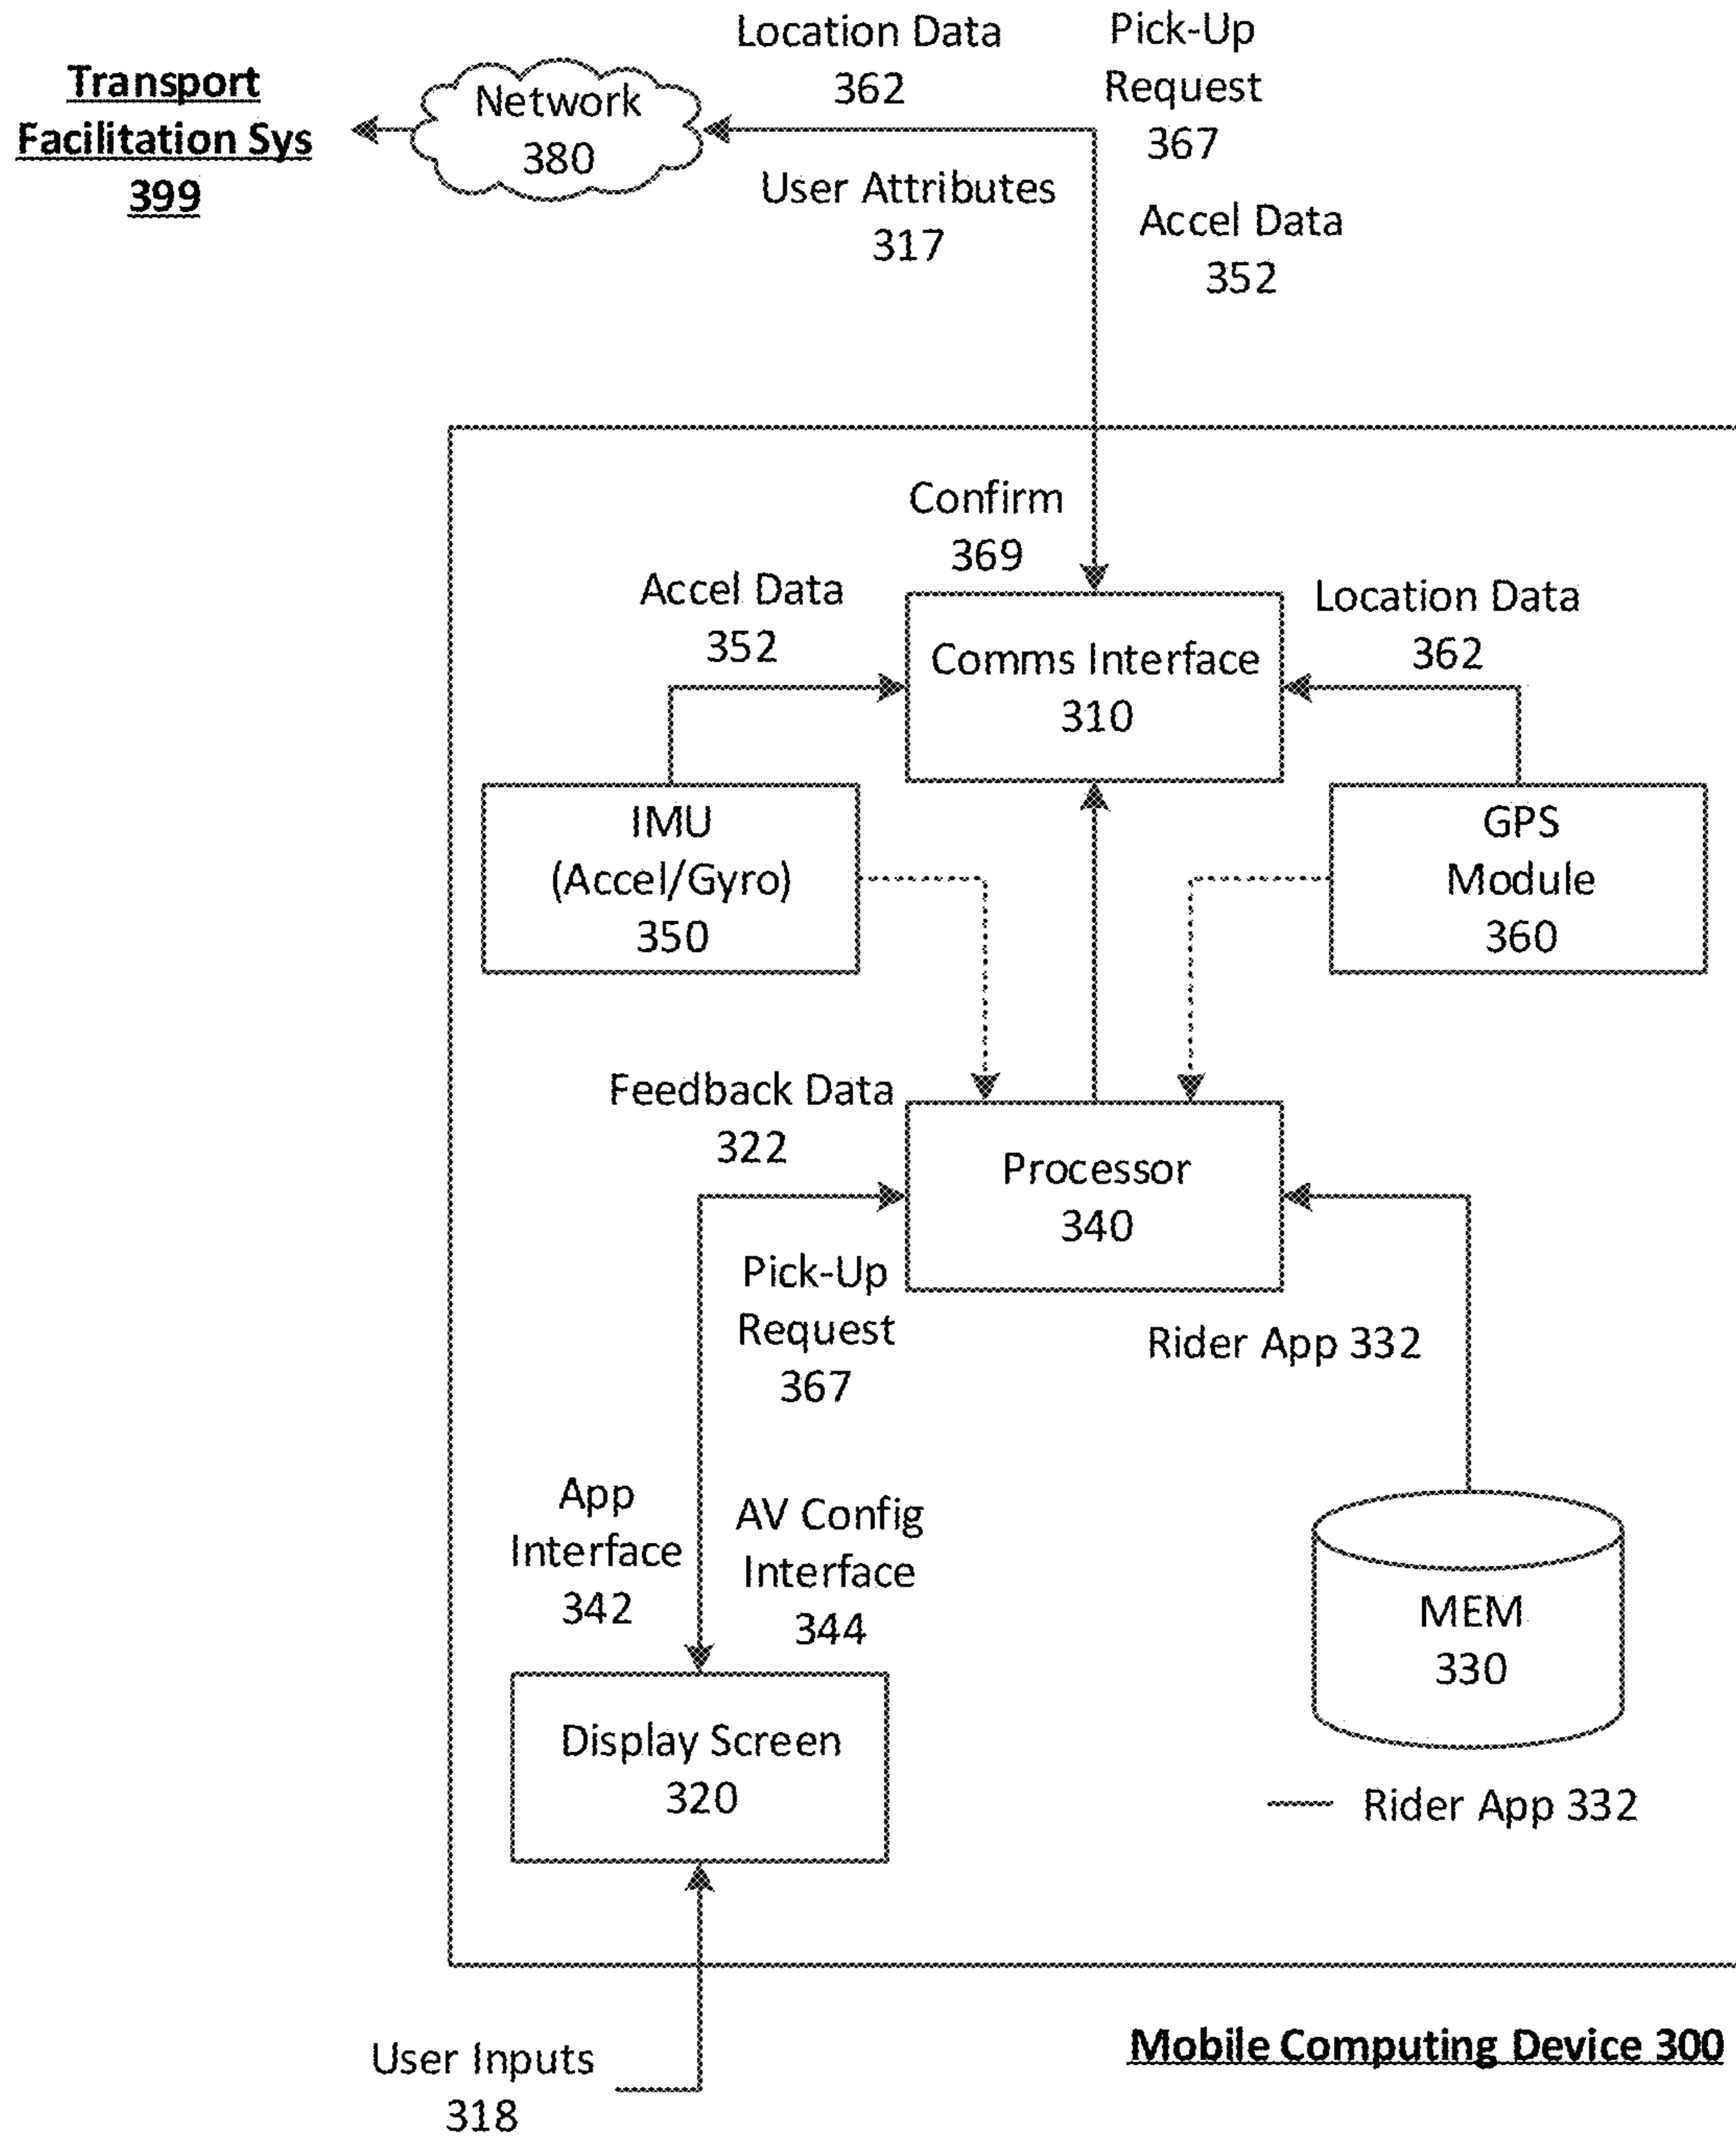 Transport
Facilitation Sys
399
Network
380
Location Data
362
Pick-Up
Request
367
User Attributes
317
Accel Data
352
Confirm
369
Accel Data
352
Comms Interface
310
Location Data
362
IMU
(Accel/Gyro)
350
GPS
Module
360
Feedback Data
322
Processor
340
Pick-Up
Request
367
Rider App 332
App
Interface
342
AV Config
Interface
344
MEM
330
Display Screen
320
Rider App 332
User Inputs
318
Mobile Computing Device 300